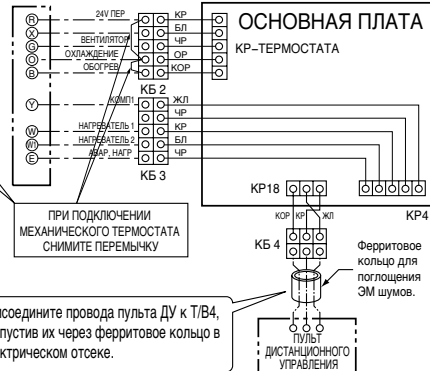 24V ПЕР
КР
R
X
БЛ
ВЕНТИЛЯТОР
ЧР
G
ОХЛАЖДЕНИЕ
ОР
O
ОБОГРЕВ
КОР
B
КБ 2
ОСНОВНАЯ ПЛАТА
КР–ТЕРМОСТАТА
Y
КОМП1
ЖЛ
ЧР
НАГРЕВАТЕЛЬ 1
КР
W
НАГРЕВАТЕЛЬ 2
БЛ
W1
АВАР. НАГР
ЧР
E
КБ 3
КР18
КР4
КОР
КР
ЖЛ
КБ 4
ПРИ ПОДКЛЮЧЕНИИ
МЕХАНИЧЕСКОГО ТЕРМОСТАТА
СНИМИТЕ ПЕРЕМЫЧКУ
Ферритовое
кольцо для
поглощения
ЭМ шумов.
соедините провода пульта ДУ к Т/В4,
пустив их через ферритовое кольцо в
ктрическом отсеке.
ПУЛЬТ
ДИСТАНЦИОННОГО
УПРАВЛЕНИЯ